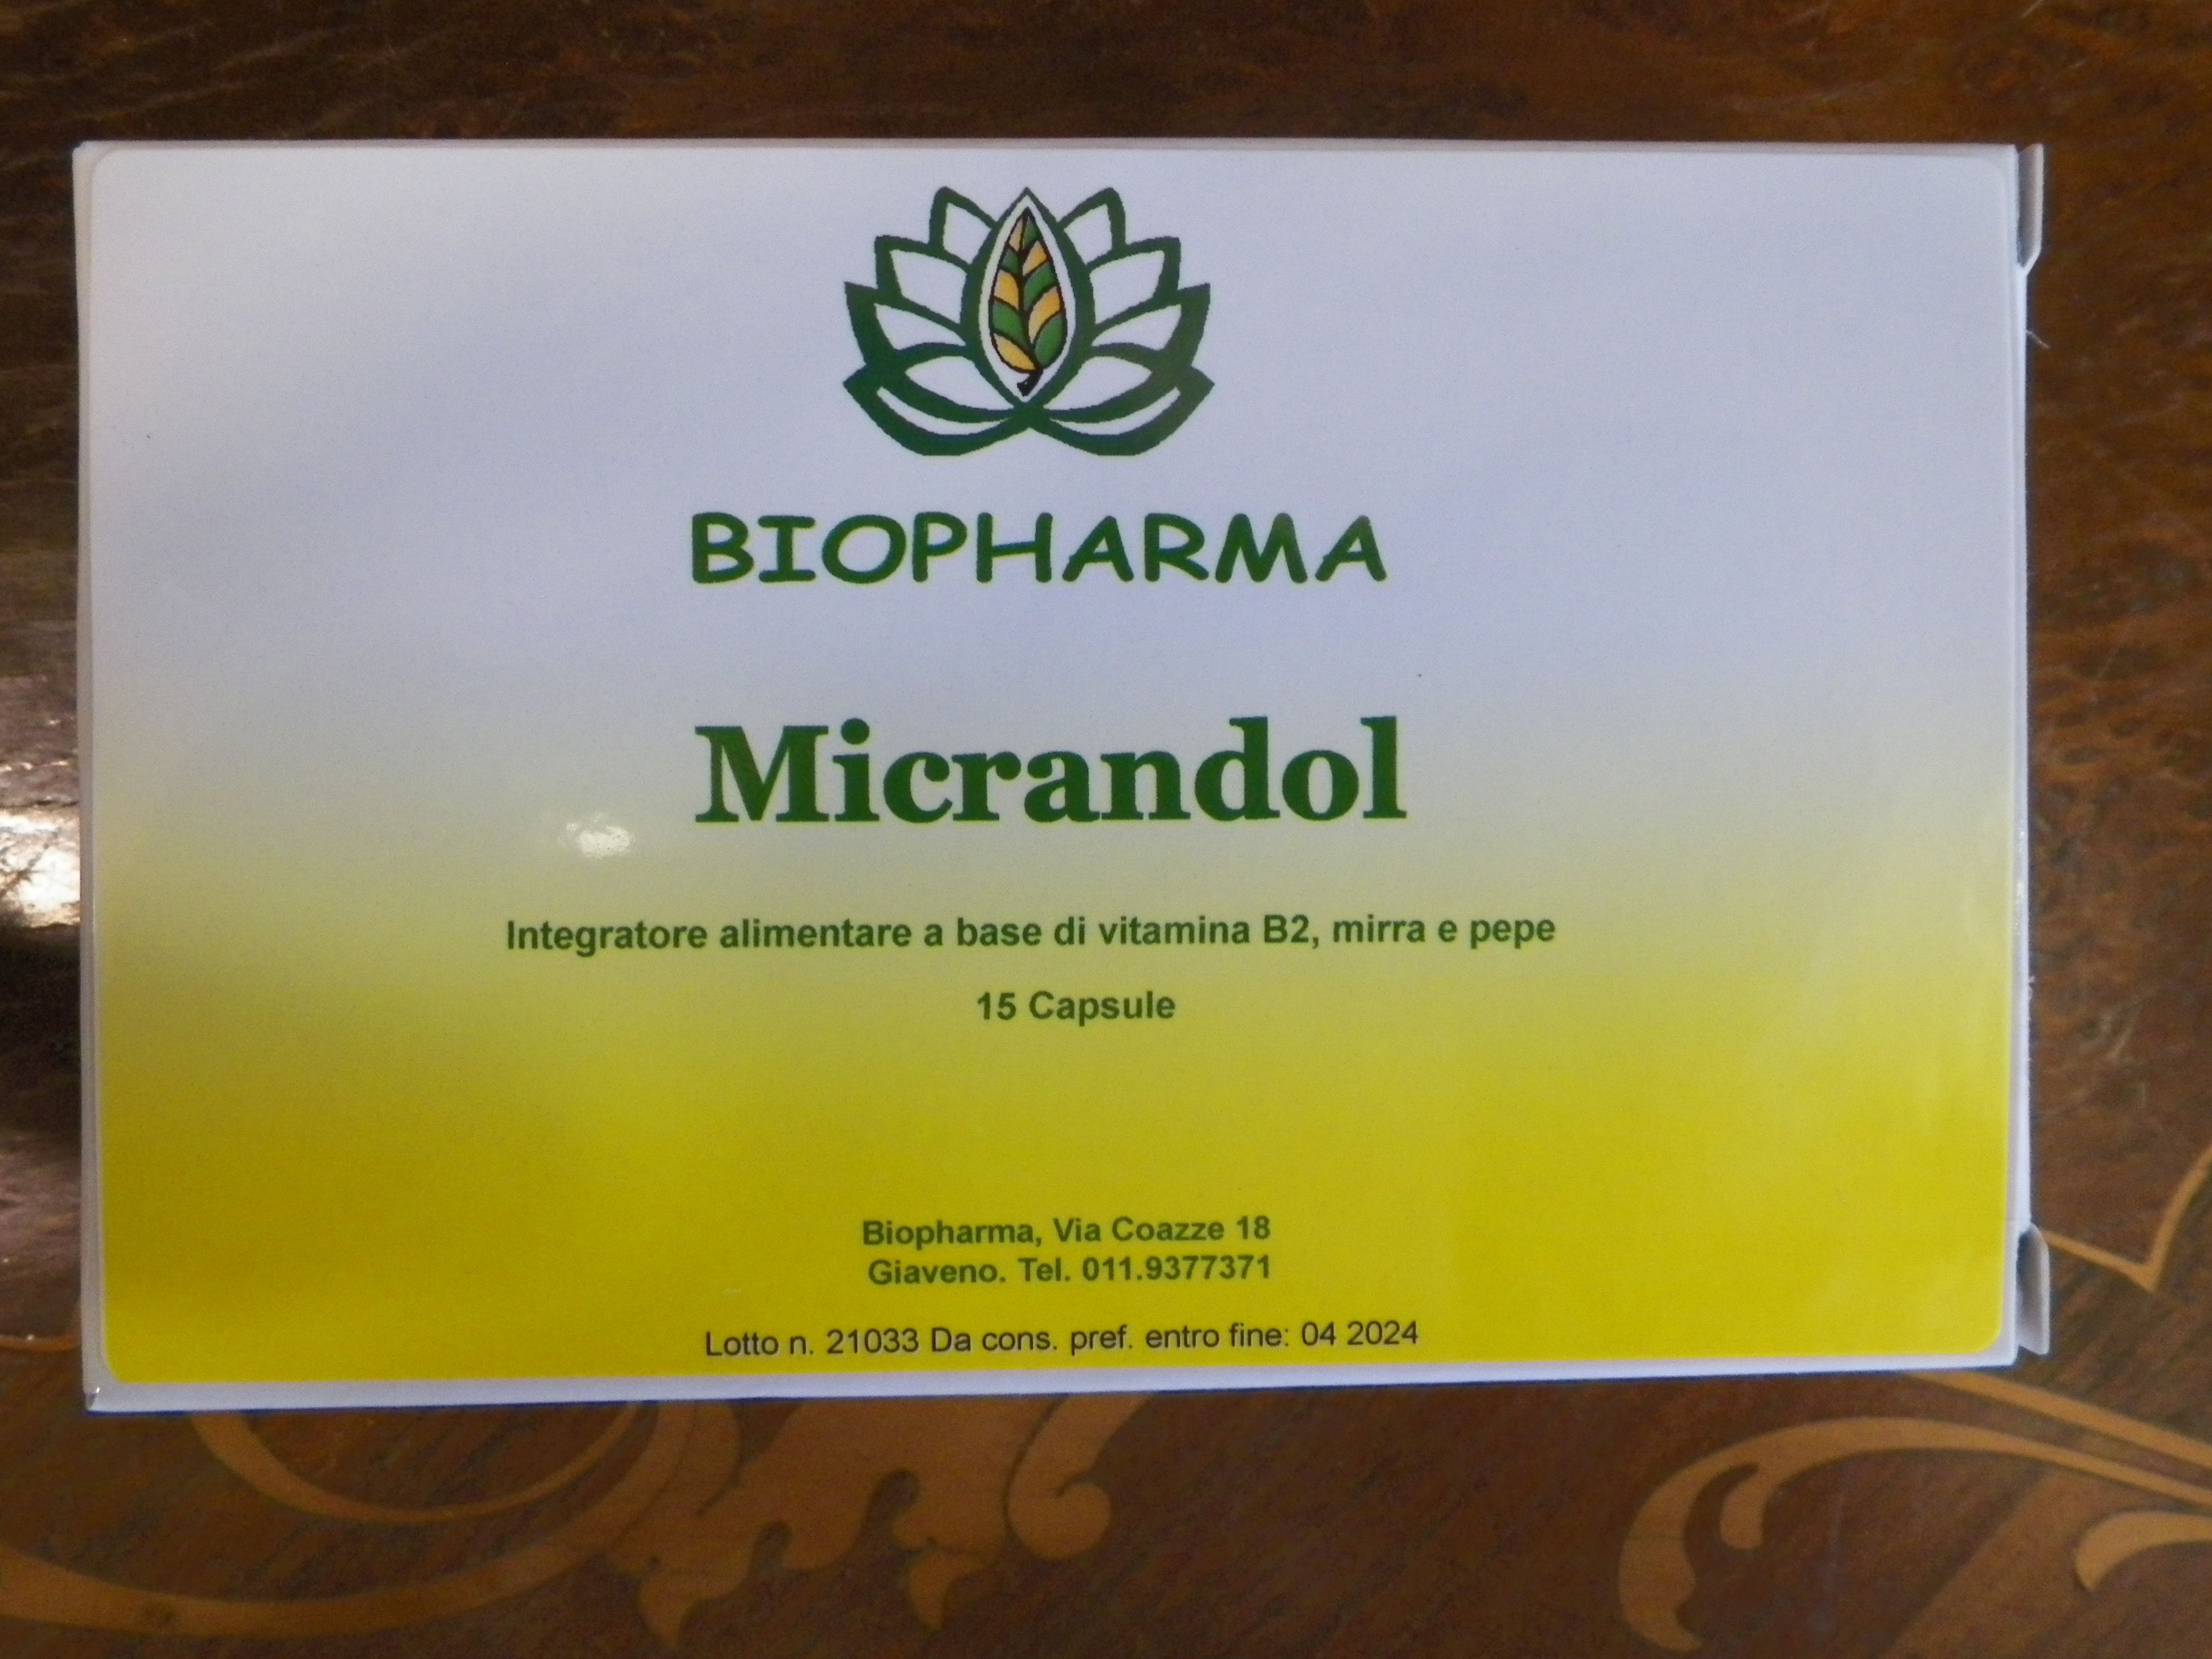 BIOPHARMA
Micrandol
Integratore alimentare a base di vitamina B2, mirra e pepe
15 Capsule
Biopharma, Via Coazze 18
Giaveno. Tel. 011.9377371
Lotto n. 21033 Da cons. pref. entro fine: 04 2024